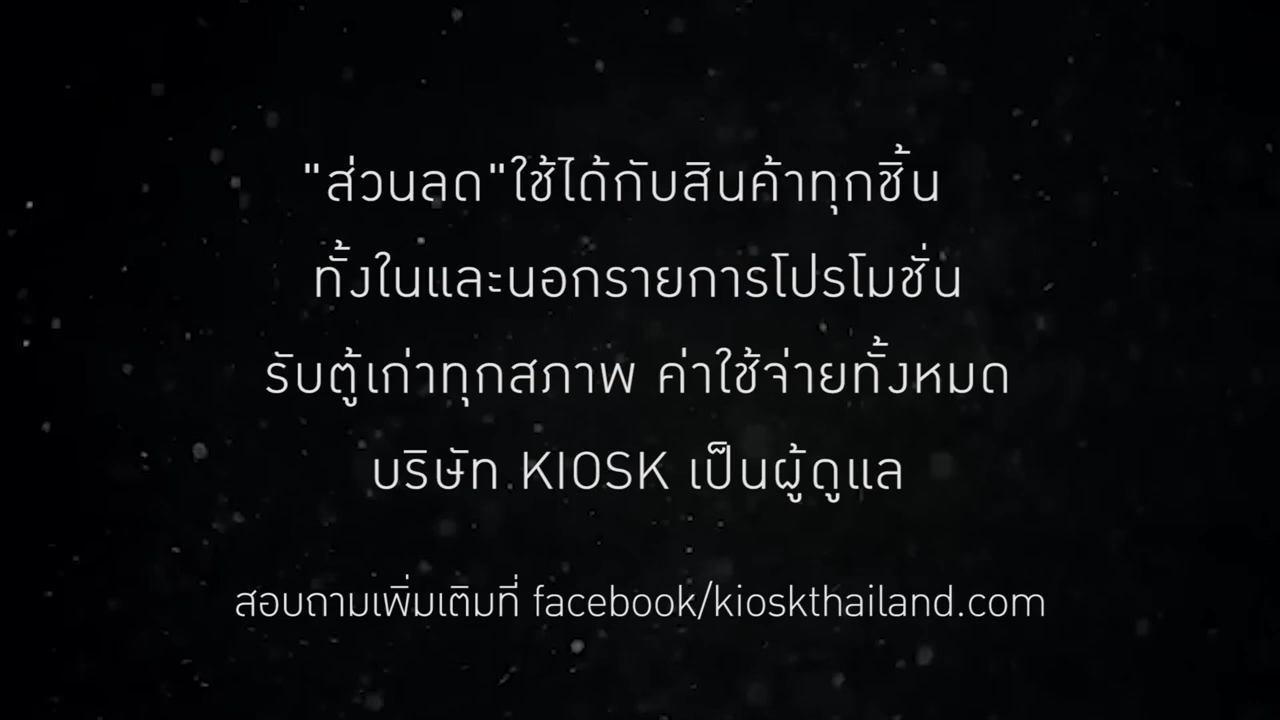 "ส่วนลด"ใช้ได้กับสินค้าทุกชิ้น
ทั้งในและนอกรายการโปรโมชั่น
รับตู้เก่าทุกสภาพ ค่าใช้จ่ายทั้งหมด
บริษัท KIOSK เป็นผู้ดูแล
สอบถามเพิ่มเติมที่ facebook/kioskthailand.com